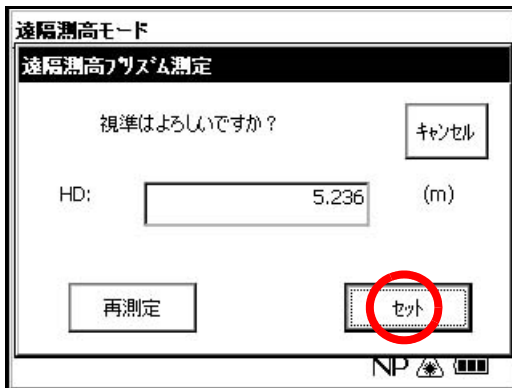 遠隔測高モード
遠隔測高プリズム測定
視準はよろしいですか？
キャンセル
HD: 5.236 (m)
再測定 セット
NP